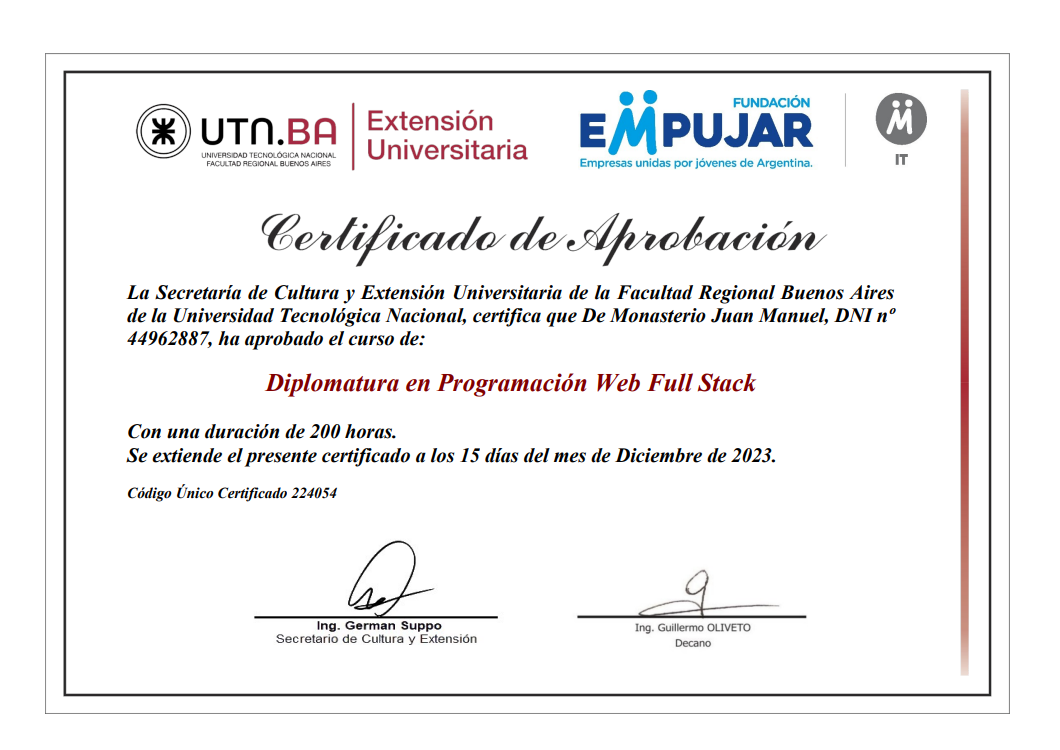 UTN.BA
UNIVERSIDAD TECNOLÓGICA NACIONAL
FACULTAD REGIONAL BUENOS AIRES
Extensión
Universitaria
FUNDACIÓN
EMPUJAR
Empresas unidas por jóvenes de Argentina.
IT
Certificado de Aprobación
La Secretaría de Cultura y Extensión Universitaria de la Facultad Regional Buenos Aires
de la Universidad Tecnológica Nacional, certifica que De Monasterio Juan Manuel, DNI nº
44962887, ha aprobado el curso de:
Diplomatura en Programación Web Full Stack
Con una duración de 200 horas.
Se extiende el presente certificado a los 15 días del mes de Diciembre de 2023.
Código Único Certificado 224054
Ing. German Suppo
Secretario de Cultura y Extensión
Ing. Guillermo OLIVETO
Decano